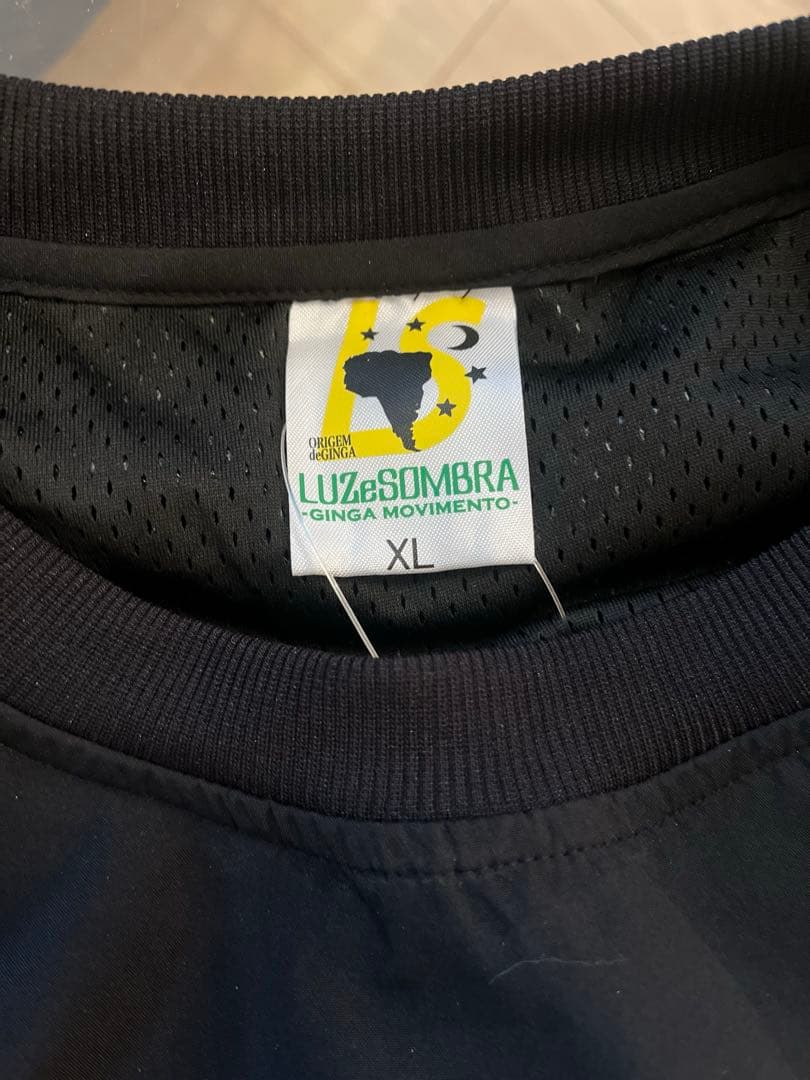 LS
ORIGEM
deGINGA
LUZeSOMBRA
-GINGA MOVIMENTO-
XL